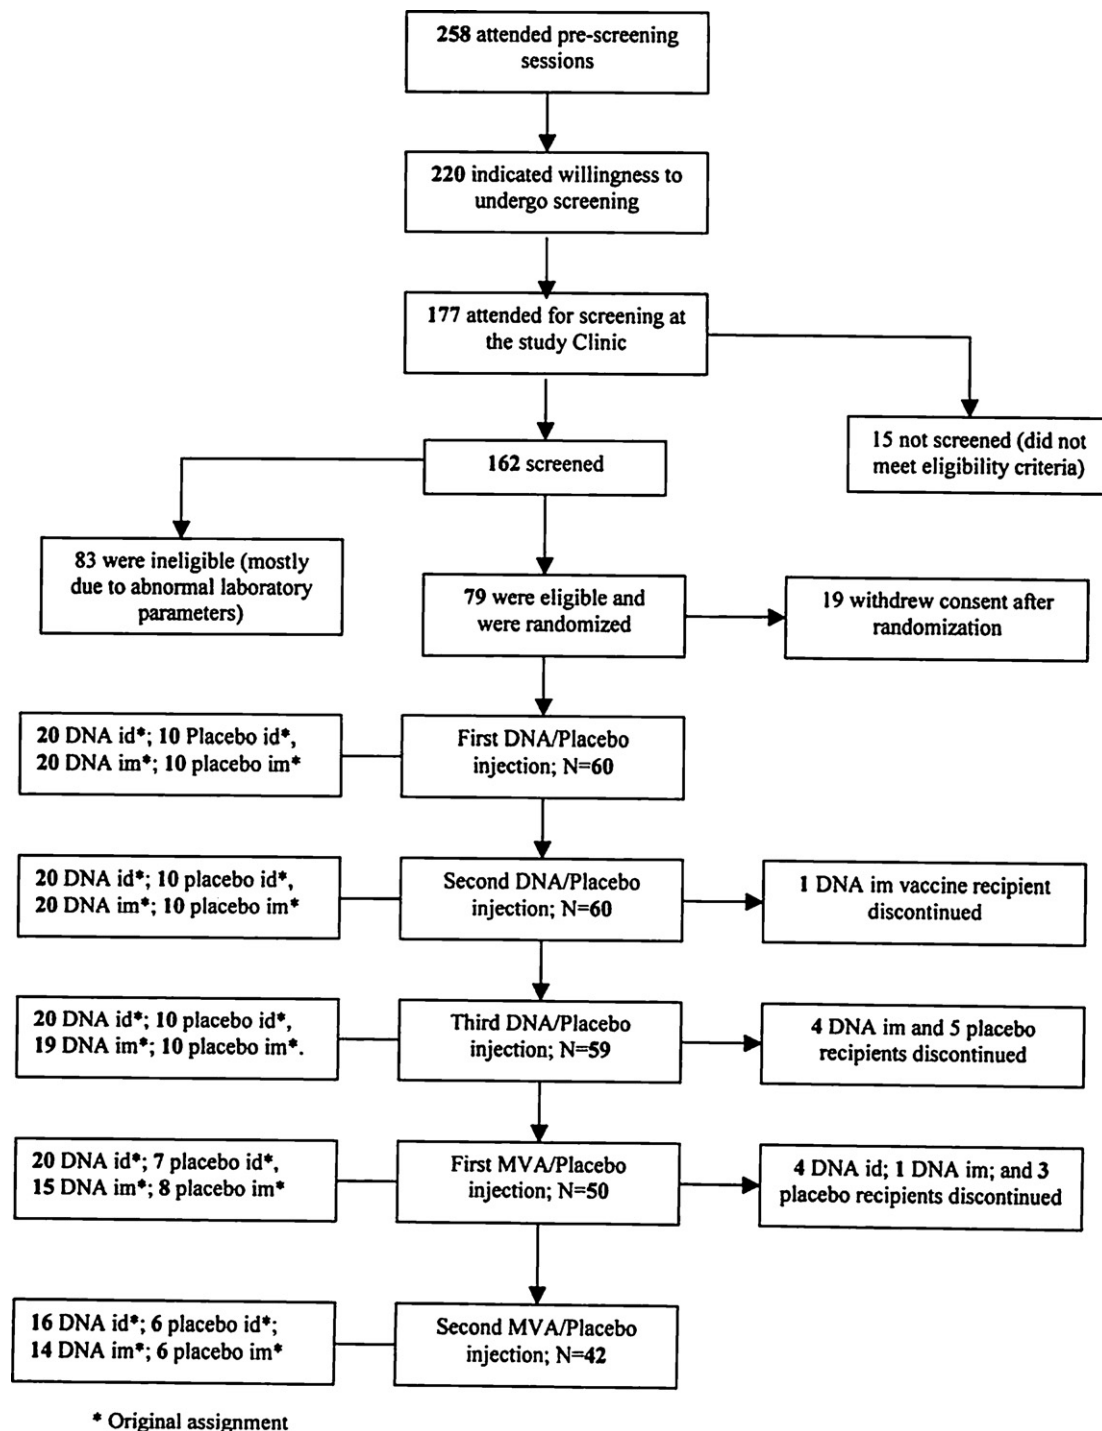 258 attended pre-screening
sessions
220 indicated willingness to
undergo screening
177 attended for screening at
the study Clinic
15 not screened (did not
meet eligibility criteria)
162 screened
83 were ineligible (mostly
due to abnormal laboratory
parameters)
79 were eligible and
were randomized
19 withdrew consent after
randomization
20 DNA id*; 10 Placebo id*,
20 DNA im*; 10 placebo im*
First DNA/Placebo
injection; N=60
20 DNA id*; 10 placebo id*,
20 DNA im*; 10 placebo im*
Second DNA/Placebo
injection; N=60
1 DNA im vaccine recipient
discontinued
20 DNA id*; 10 placebo id*,
19 DNA im*; 10 placebo im*.
Third DNA/Placebo
injection; N=59
4 DNA im and 5 placebo
recipients discontinued
20 DNA id*; 7 placebo id*,
15 DNA im*; 8 placebo im*
First MVA/Placebo
injection; N=50
4 DNA id; 1 DNA im; and 3
placebo recipients discontinued
16 DNA id*; 6 placebo id*;
14 DNA im*; 6 placebo im*
Second MVA/Placebo
injection; N=42
* Original assignment